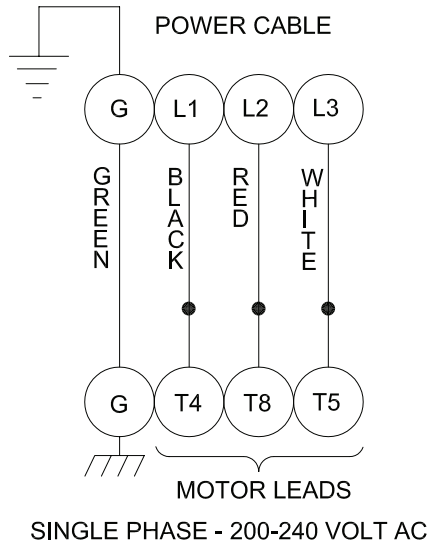 POWER CABLE
G L1 L2 L3
GREEN
BLACK
RED
WHITE
G T4 T8 T5
MOTOR LEADS
SINGLE PHASE - 200-240 VOLT AC